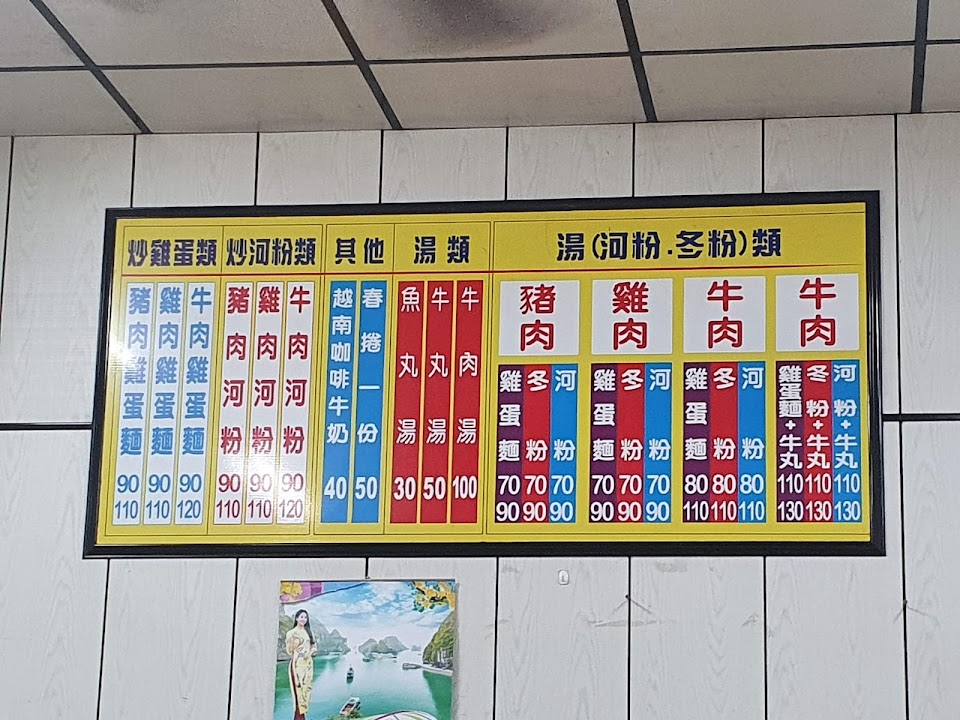 炒雞蛋類
豬肉雞蛋麵 90 110
雞肉雞蛋麵 90 110
牛肉雞蛋麵 90 120
炒河粉類
豬肉河粉 90 110
雞肉河粉 90 110
牛肉河粉 90 120
其他
越南咖啡牛奶 40
春捲一份 50
湯類
魚丸湯 30
牛丸湯 50
牛肉湯 100
湯(河粉.冬粉)類
豬肉
雞蛋麵 70 90
冬粉 70 90
河粉 70 90
雞肉
雞蛋麵 70 90
冬粉 70 90
河粉 70 90
牛肉
雞蛋麵 80 110
冬粉 80 110
河粉 80 110
牛肉
雞蛋麵+牛丸 110 130
冬粉+牛丸 110 130
河粉+牛丸 110 130